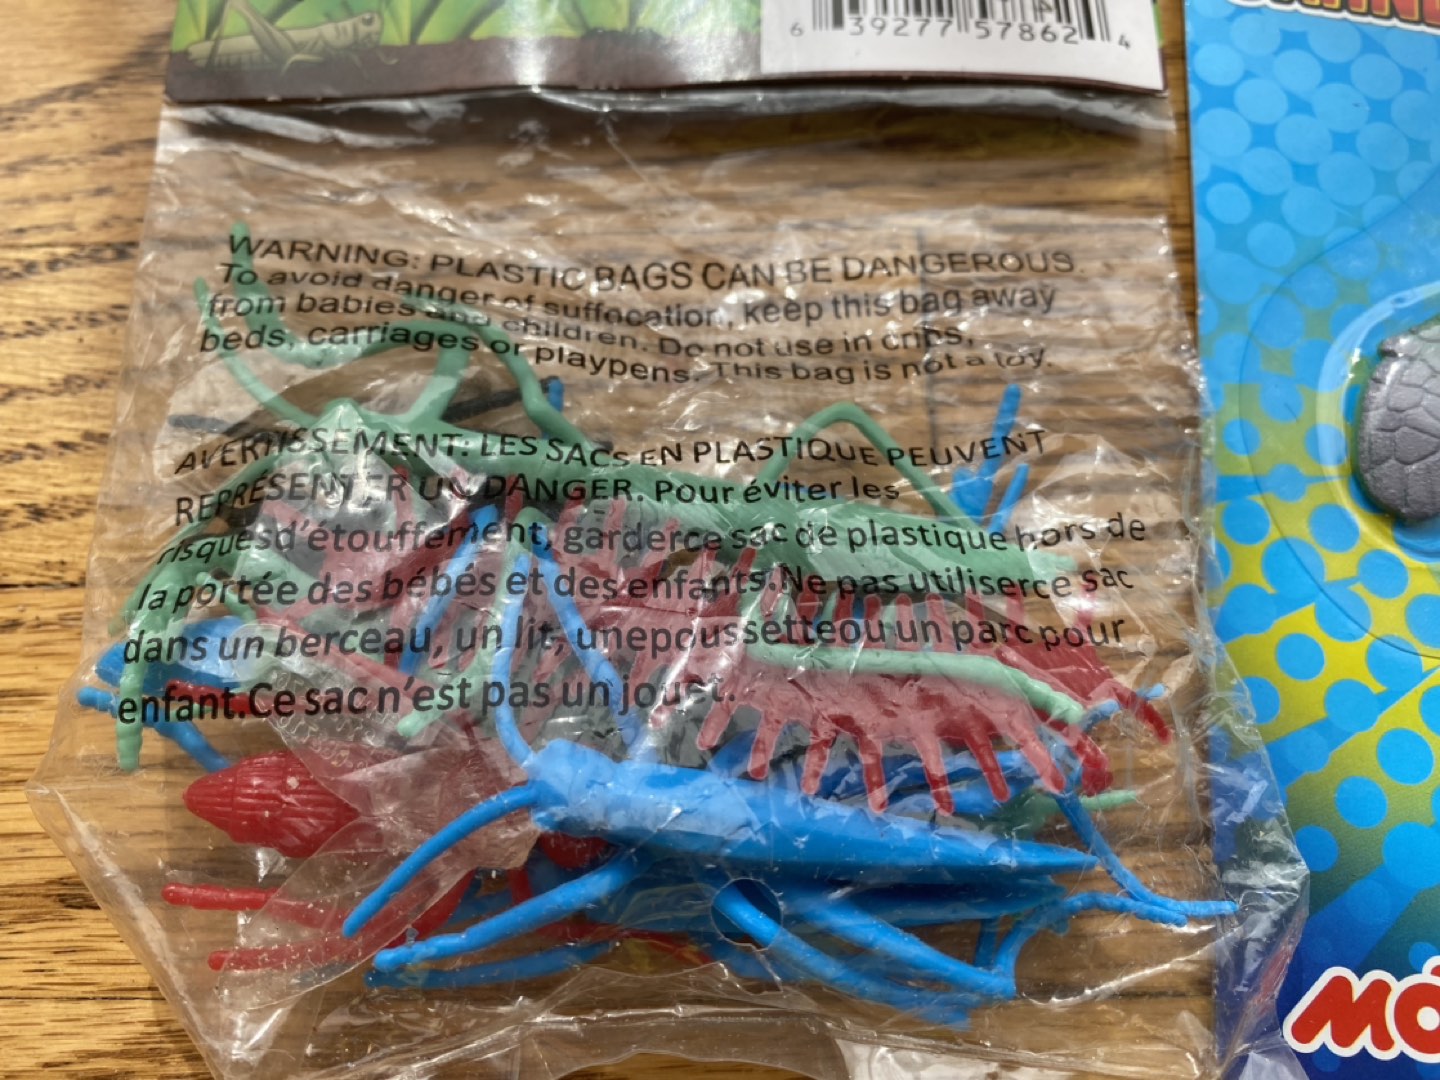 6 39277 57862 4
WARNING: PLASTIC BAGS CAN BE DANGEROUS.
To avoid danger of suffocation, keep this bag away
from babies and children. Do not use in cribs,
beds, carriages or playpens. This bag is not a toy.
AVERTISSEMENT: LES SACS EN PLASTIQUE PEUVENT
REPRÉSENTER UN DANGER. Pour éviter les
risquesd'étouffement, garderce sac de plastique hors de
la portée des bébés et des enfants.Ne pas utiliserce sac
dans un berceau, un lit, unepoussetteou un parc pour
enfant.Ce sac n'est pas un jouet.